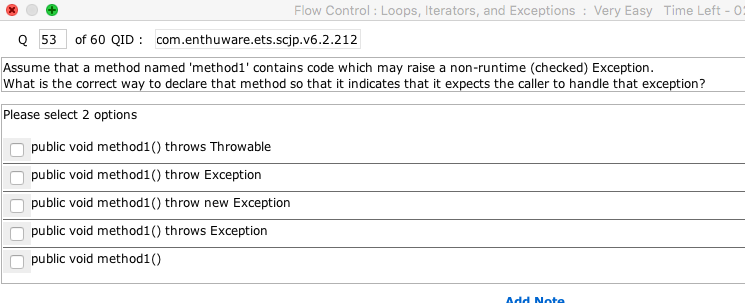 Flow Control : Loops, Iterators, and Exceptions : Very Easy Time Left - 0
Q 53 of 60 QID : com.enthuware.ets.scjp.v6.2.212
Assume that a method named 'method1' contains code which may raise a non-runtime (checked) Exception.
What is the correct way to declare that method so that it indicates that it expects the caller to handle that exception?
Please select 2 options
public void method1() throws Throwable
public void method1() throw Exception
public void method1() throw new Exception
public void method1() throws Exception
public void method1()
Add Note